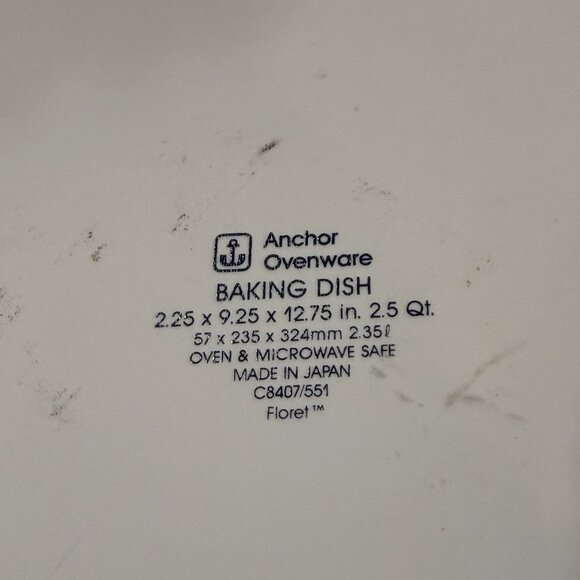 Anchor
Ovenware
BAKING DISH
2.25 x 9.25 x 12.75 in. 2.5 Qt.
57 x 235 x 324mm 2.35ℓ
OVEN & MICROWAVE SAFE
MADE IN JAPAN
C8407/551
Floret™